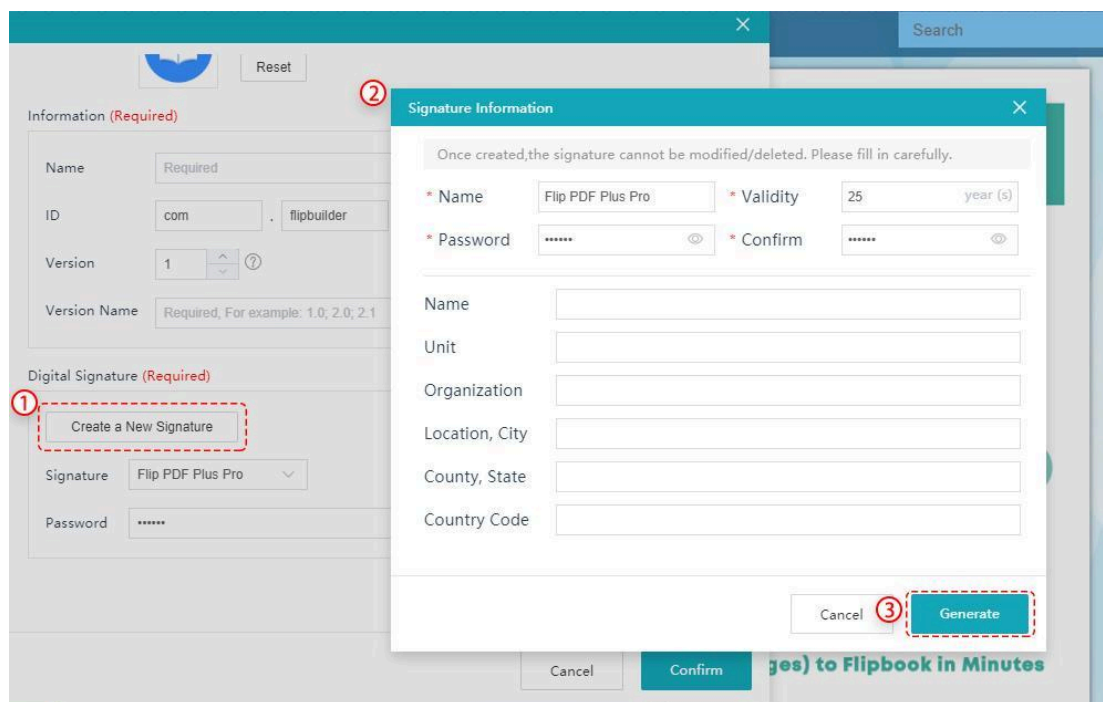 Search
Reset
Information (Required)
Name Required
ID com . flipbuilder
Version 1
Version Name Required, For example: 1.0; 2.0; 2.1
Digital Signature (Required)
①
Create a New Signature
Signature Flip PDF Plus Pro
Password ••••••
Cancel Confirm
②
Signature Information
Once created,the signature cannot be modified/deleted. Please fill in carefully.
* Name Flip PDF Plus Pro * Validity 25 year (s)
* Password •••••• * Confirm ••••••
Name
Unit
Organization
Location, City
County, State
Country Code
Cancel ③ Generate
to Flipbook in Minutes